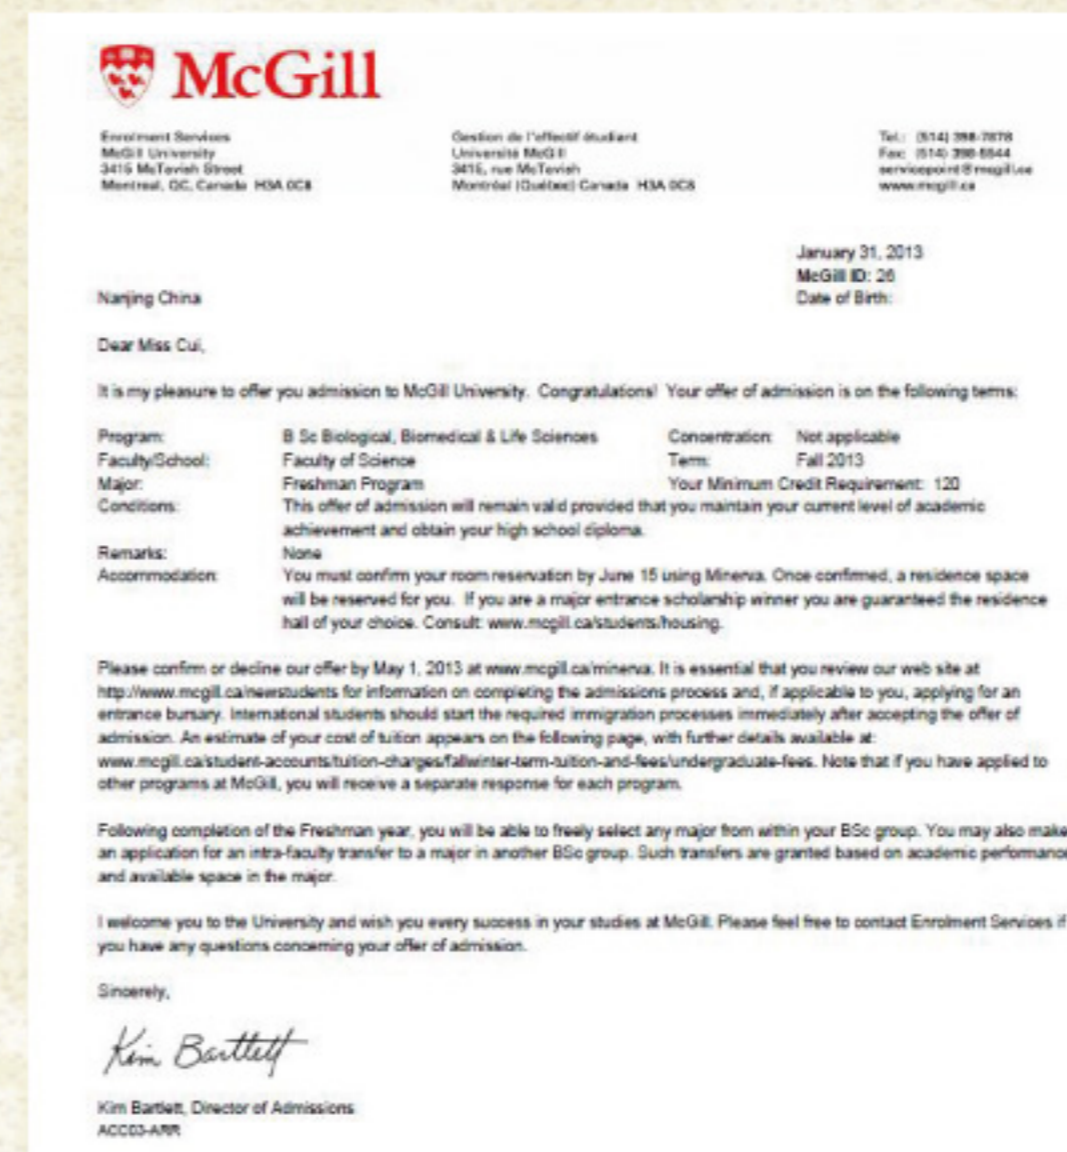 McGill
Enrolment Services
McGill University
3415 McTavish Street
Montreal, QC, Canada H3A 0C8
Gestion de l'effectif étudiant
Université McGill
3415, rue McTavish
Montréal (Québec) Canada H3A 0C8
Tel.: (514) 398-7878
Fax: (514) 398-5544
servicepoint@mcgill.ca
www.mcgill.ca
January 31, 2013
McGill ID: 26
Date of Birth:
Nanjing China
Dear Miss Cui,
It is my pleasure to offer you admission to McGill University. Congratulations! Your offer of admission is on the following terms:
Program: B Sc Biological, Biomedical & Life Sciences Concentration: Not applicable
Faculty/School: Faculty of Science Term: Fall 2013
Major: Freshman Program Your Minimum Credit Requirement: 120
Conditions: This offer of admission will remain valid provided that you maintain your current level of academic
achievement and obtain your high school diploma.
Remarks: None
Accommodation: You must confirm your room reservation by June 15 using Minerva. Once confirmed, a residence space
will be reserved for you. If you are a major entrance scholarship winner you are guaranteed the residence
hall of your choice. Consult: www.mcgill.ca/students/housing.
Please confirm or decline our offer by May 1, 2013 at www.mcgill.ca/minerva. It is essential that you review our web site at
http://www.mcgill.ca/newstudents for information on completing the admissions process and, if applicable to you, applying for an
entrance bursary. International students should start the required immigration processes immediately after accepting the offer of
admission. An estimate of your cost of tuition appears on the following page, with further details available at:
www.mcgill.ca/student-accounts/tuition-charges/fallwinter-term-tuition-and-fees/undergraduate-fees. Note that if you have applied to
other programs at McGill, you will receive a separate response for each program.
Following completion of the Freshman year, you will be able to freely select any major from within your BSc group. You may also make
an application for an intra-faculty transfer to a major in another BSc group. Such transfers are granted based on academic performance
and available space in the major.
I welcome you to the University and wish you every success in your studies at McGill. Please feel free to contact Enrolment Services if
you have any questions concerning your offer of admission.
Sincerely,
Kim Bartlett
Kim Bartlett, Director of Admissions
ACC03-ARR